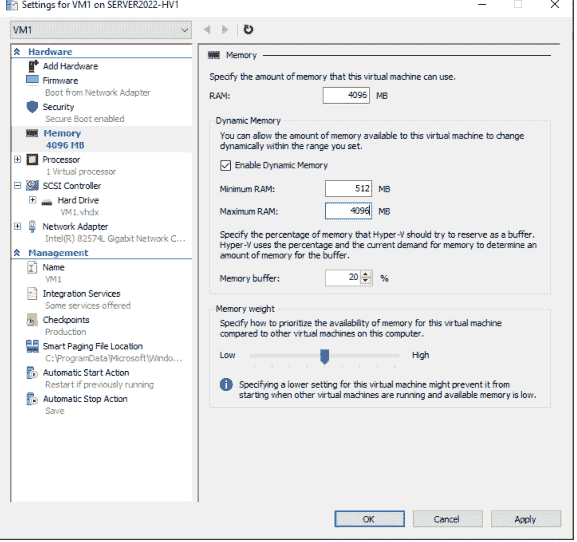 Settings for VM1 on SERVER2022-HV1
VM1
Hardware
Add Hardware
Firmware
Boot from Network Adapter
Security
Secure Boot enabled
Memory
4096 MB
Processor
1 Virtual processor
SCSI Controller
Hard Drive
VM1.vhdx
Network Adapter
Intel(R) 82574L Gigabit Network C...
Management
Name
VM1
Integration Services
Some services offered
Checkpoints
Production
Smart Paging File Location
C:\ProgramData\Microsoft\Windo...
Automatic Start Action
Restart if previously running
Automatic Stop Action
Save
Memory
Specify the amount of memory that this virtual machine can use.
RAM: 4096 MB
Dynamic Memory
You can allow the amount of memory available to this virtual machine to change
dynamically within the range you set.
Enable Dynamic Memory
Minimum RAM: 512 MB
Maximum RAM: 4096 MB
Specify the percentage of memory that Hyper-V should try to reserve as a buffer.
Hyper-V uses the percentage and the current demand for memory to determine an
amount of memory for the buffer.
Memory buffer: 20 %
Memory weight
Specify how to prioritize the availability of memory for this virtual machine
compared to other virtual machines on this computer.
Low High
Specifying a lower setting for this virtual machine might prevent it from
starting when other virtual machines are running and available memory is low.
OK Cancel Apply